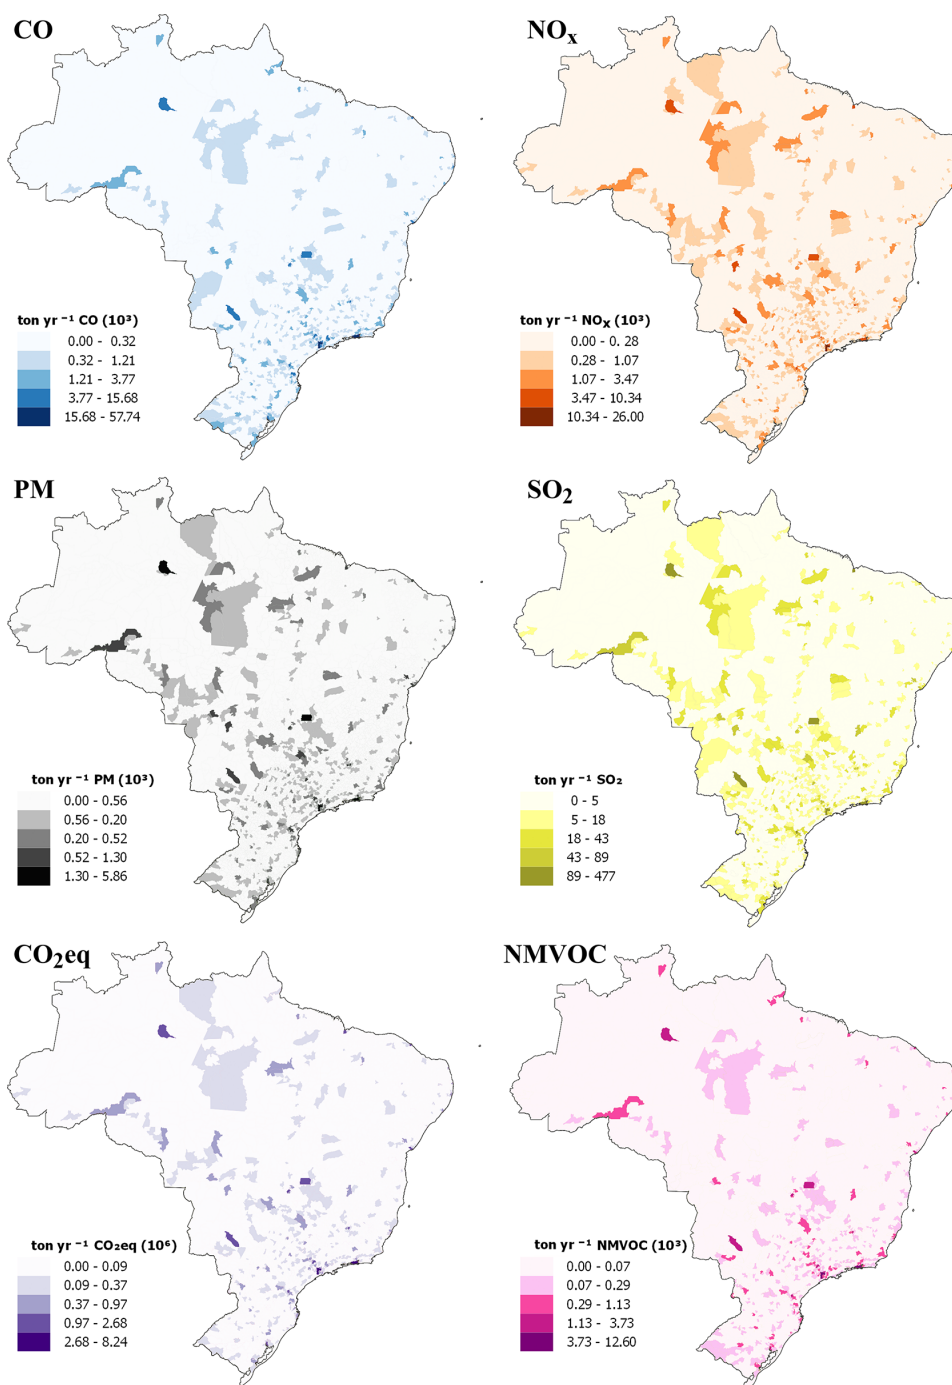 CO
NOₓ
ton yr ⁻¹ CO (10³)
0.00 - 0.32
0.32 - 1.21
1.21 - 3.77
3.77 - 15.68
15.68 - 57.74
ton yr ⁻¹ NOₓ (10³)
0.00 - 0. 28
0.28 - 1.07
1.07 - 3.47
3.47 - 10.34
10.34 - 26.00
PM
SO₂
ton yr ⁻¹ PM (10³)
0.00 - 0.56
0.56 - 0.20
0.20 - 0.52
0.52 - 1.30
1.30 - 5.86
ton yr ⁻¹ SO₂
0 - 5
5 - 18
18 - 43
43 - 89
89 - 477
CO₂eq
NMVOC
ton yr ⁻¹ CO₂eq (10⁶)
0.00 - 0.09
0.09 - 0.37
0.37 - 0.97
0.97 - 2.68
2.68 - 8.24
ton yr ⁻¹ NMVOC (10³)
0.00 - 0.07
0.07 - 0.29
0.29 - 1.13
1.13 - 3.73
3.73 - 12.60